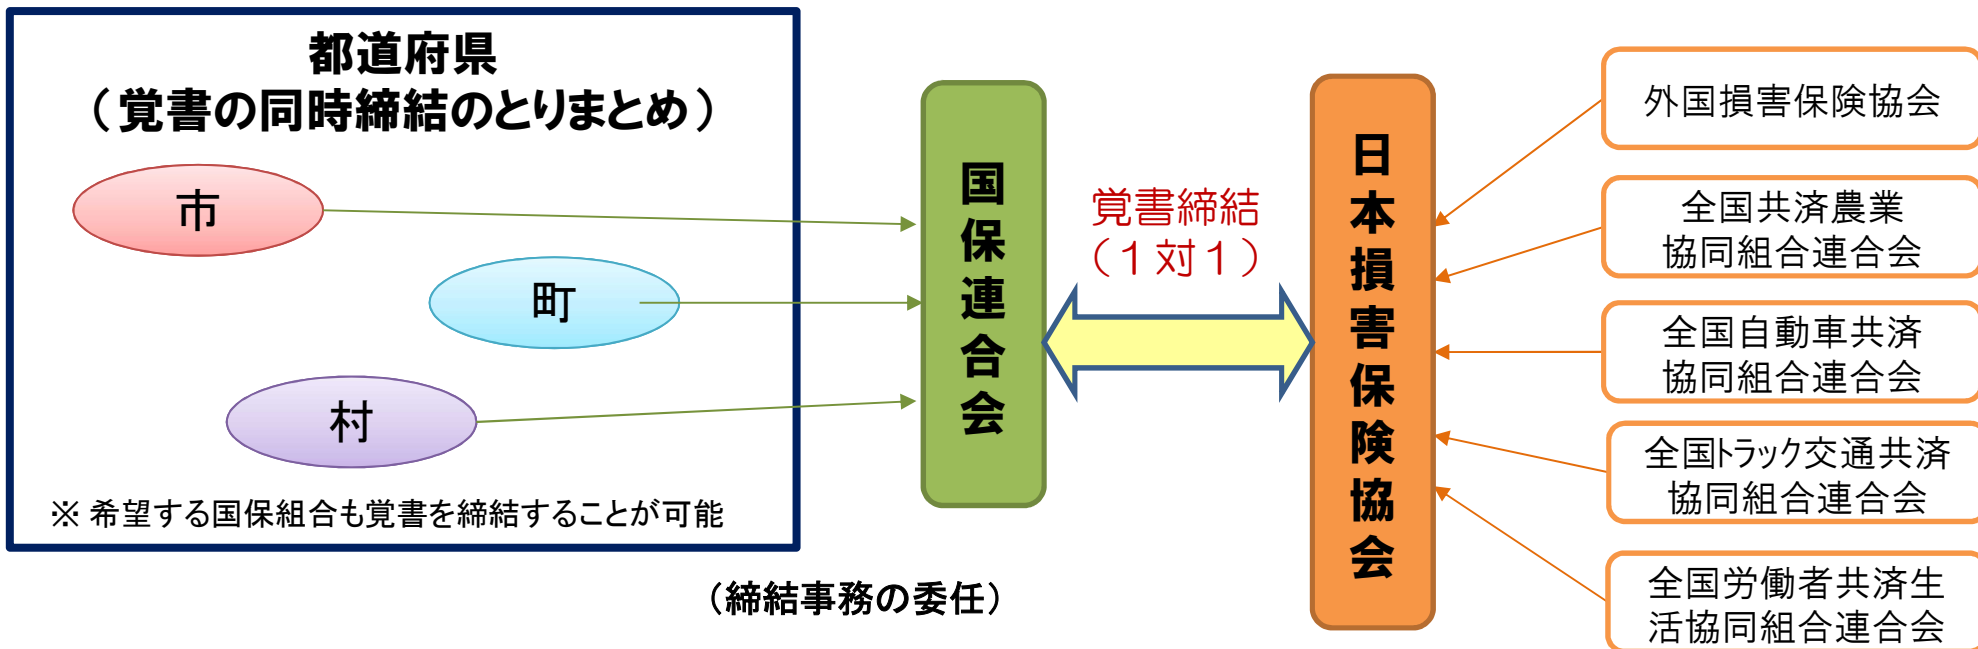 都道府県
（覚書の同時締結のとりまとめ）
市
町
村
※ 希望する国保組合も覚書を締結することが可能
（締結事務の委任）
国保連合会
覚書締結
（１対１）
日本損害保険協会
外国損害保険協会
全国共済農業
協同組合連合会
全国自動車共済
協同組合連合会
全国トラック交通共済
協同組合連合会
全国労働者共済生
活協同組合連合会